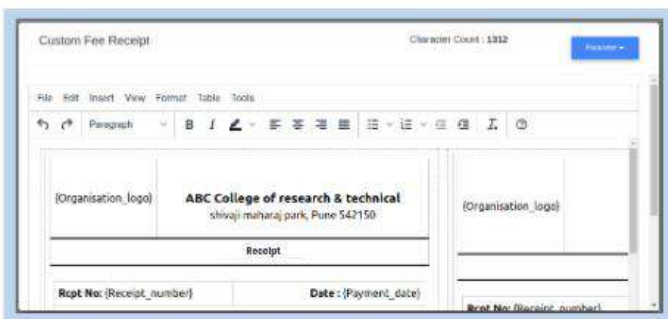 Custom Fee Receipt
Character Count : 1312
File Edit Insert View Format Table Tools
Paragraph B I
{Organisation_logo}
ABC College of research & technical
shivaji maharaj park, Pune 542150
Receipt
Rcpt No: {Receipt_number} Date : {Payment_date}
{Organisation_logo}
Rcpt No: {Receipt_number}